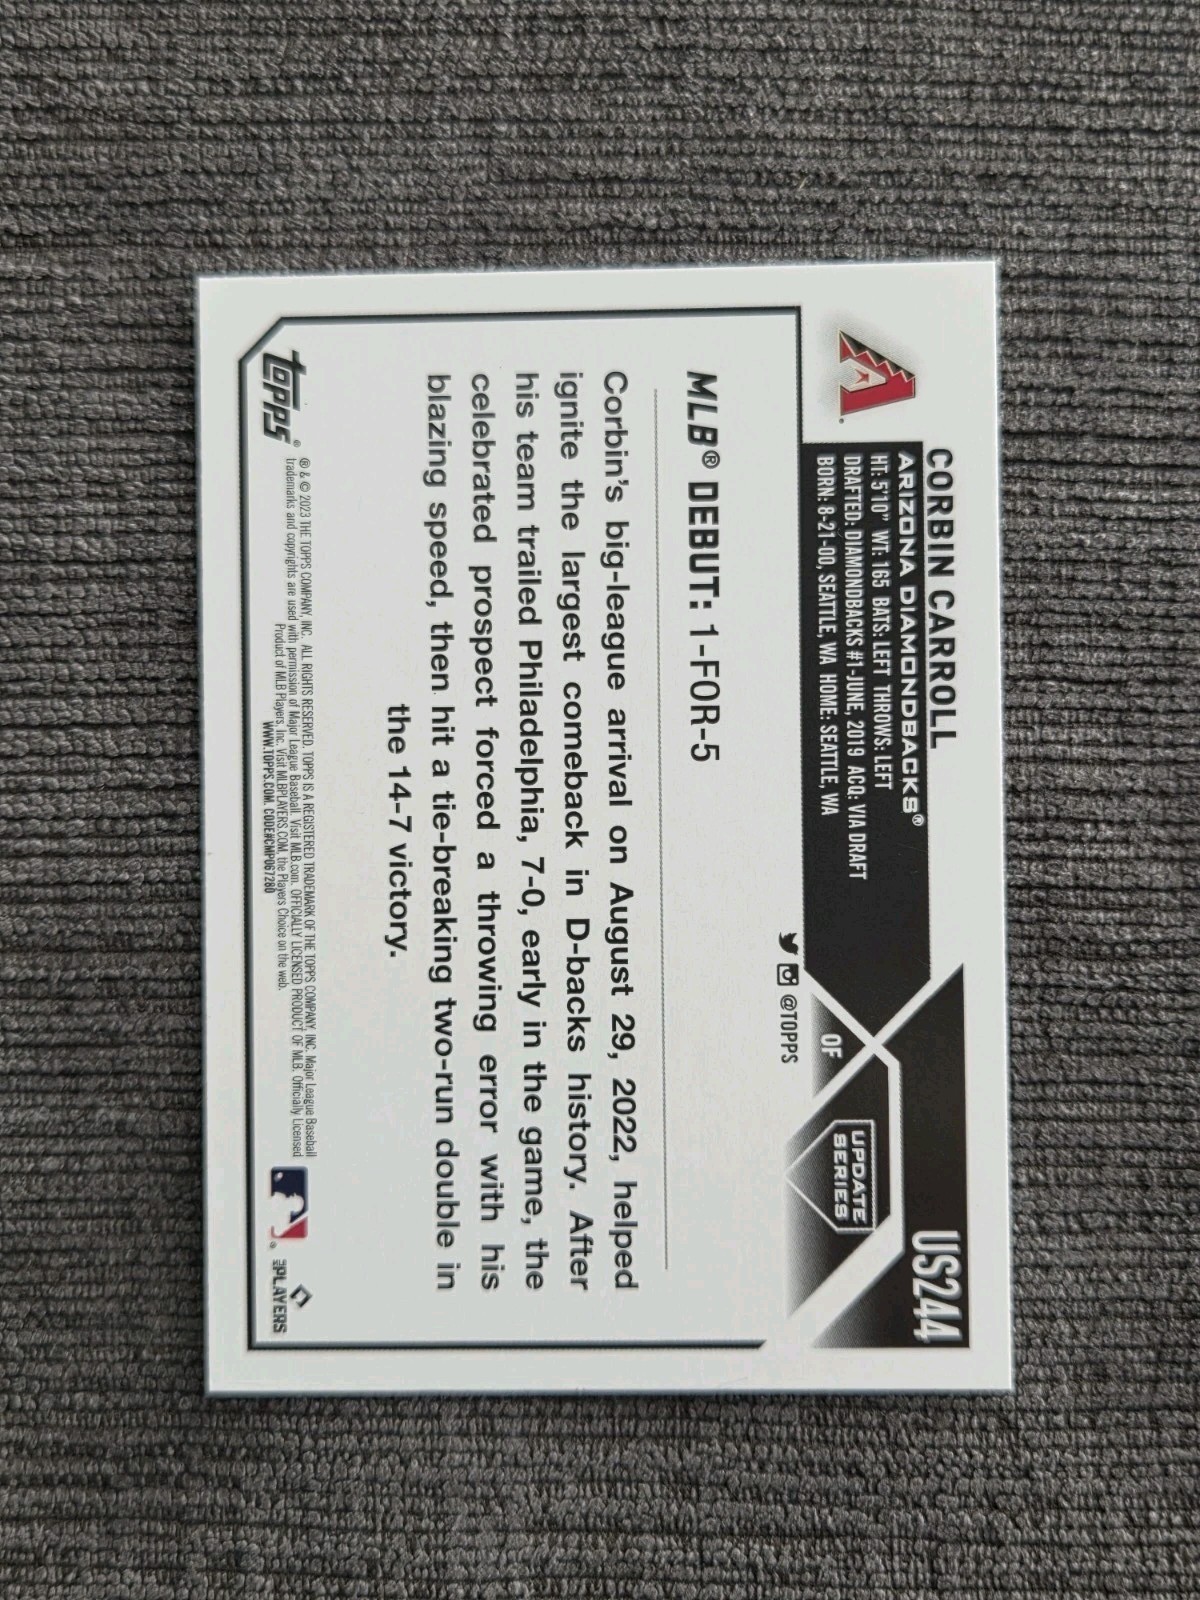 US244
CORBIN CARROLL
ARIZONA DIAMONDBACKS®
HT: 5'10" WT: 165 BATS: LEFT THROWS: LEFT
DRAFTED: DIAMONDBACKS #1-JUNE, 2019 ACQ: VIA DRAFT
BORN: 8-21-00, SEATTLE, WA HOME: SEATTLE, WA
UPDATE
SERIES
OF
@TOPPS
MLB® DEBUT: 1-FOR-5
Corbin's big-league arrival on August 29, 2022, helped
ignite the largest comeback in D-backs history. After
his team trailed Philadelphia, 7-0, early in the game, the
celebrated prospect forced a throwing error with his
blazing speed, then hit a tie-breaking two-run double in
the 14-7 victory.
topps®
® & © 2023 THE TOPPS COMPANY, INC. ALL RIGHTS RESERVED. TOPPS IS A REGISTERED TRADEMARK OF THE TOPPS COMPANY, INC. Major League Baseball
trademarks and copyrights are used with permission of Major League Baseball. Visit MLB.com. OFFICIALLY LICENSED PRODUCT OF MLB. Officially Licensed
Product of MLB Players, Inc. Visit MLBPLAYERS.COM, the Players Choice on the web.
WWW.TOPPS.COM. CODE#CMP067280
PLAYERS